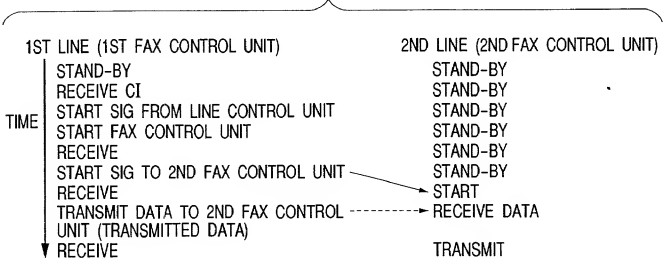 1ST LINE (1ST FAX CONTROL UNIT) 2ND LINE (2ND FAX CONTROL UNIT)
STAND-BY STAND-BY
RECEIVE CI STAND-BY
START SIG FROM LINE CONTROL UNIT STAND-BY
TIME
START FAX CONTROL UNIT STAND-BY
RECEIVE STAND-BY
START SIG TO 2ND FAX CONTROL UNIT STAND-BY
RECEIVE START
TRANSMIT DATA TO 2ND FAX CONTROL RECEIVE DATA
UNIT (TRANSMITTED DATA)
RECEIVE TRANSMIT